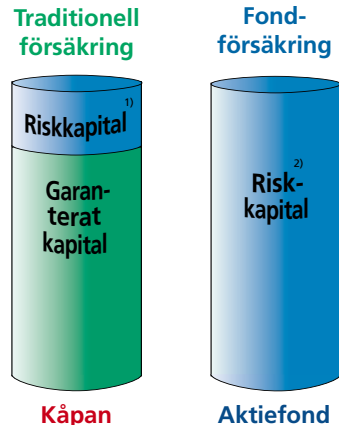 Traditionell
försäkring
Riskkapital 1)
Garan-
terat
kapital
Kåpan
Fond-
försäkring
2)
Risk-
kapital
Aktiefond